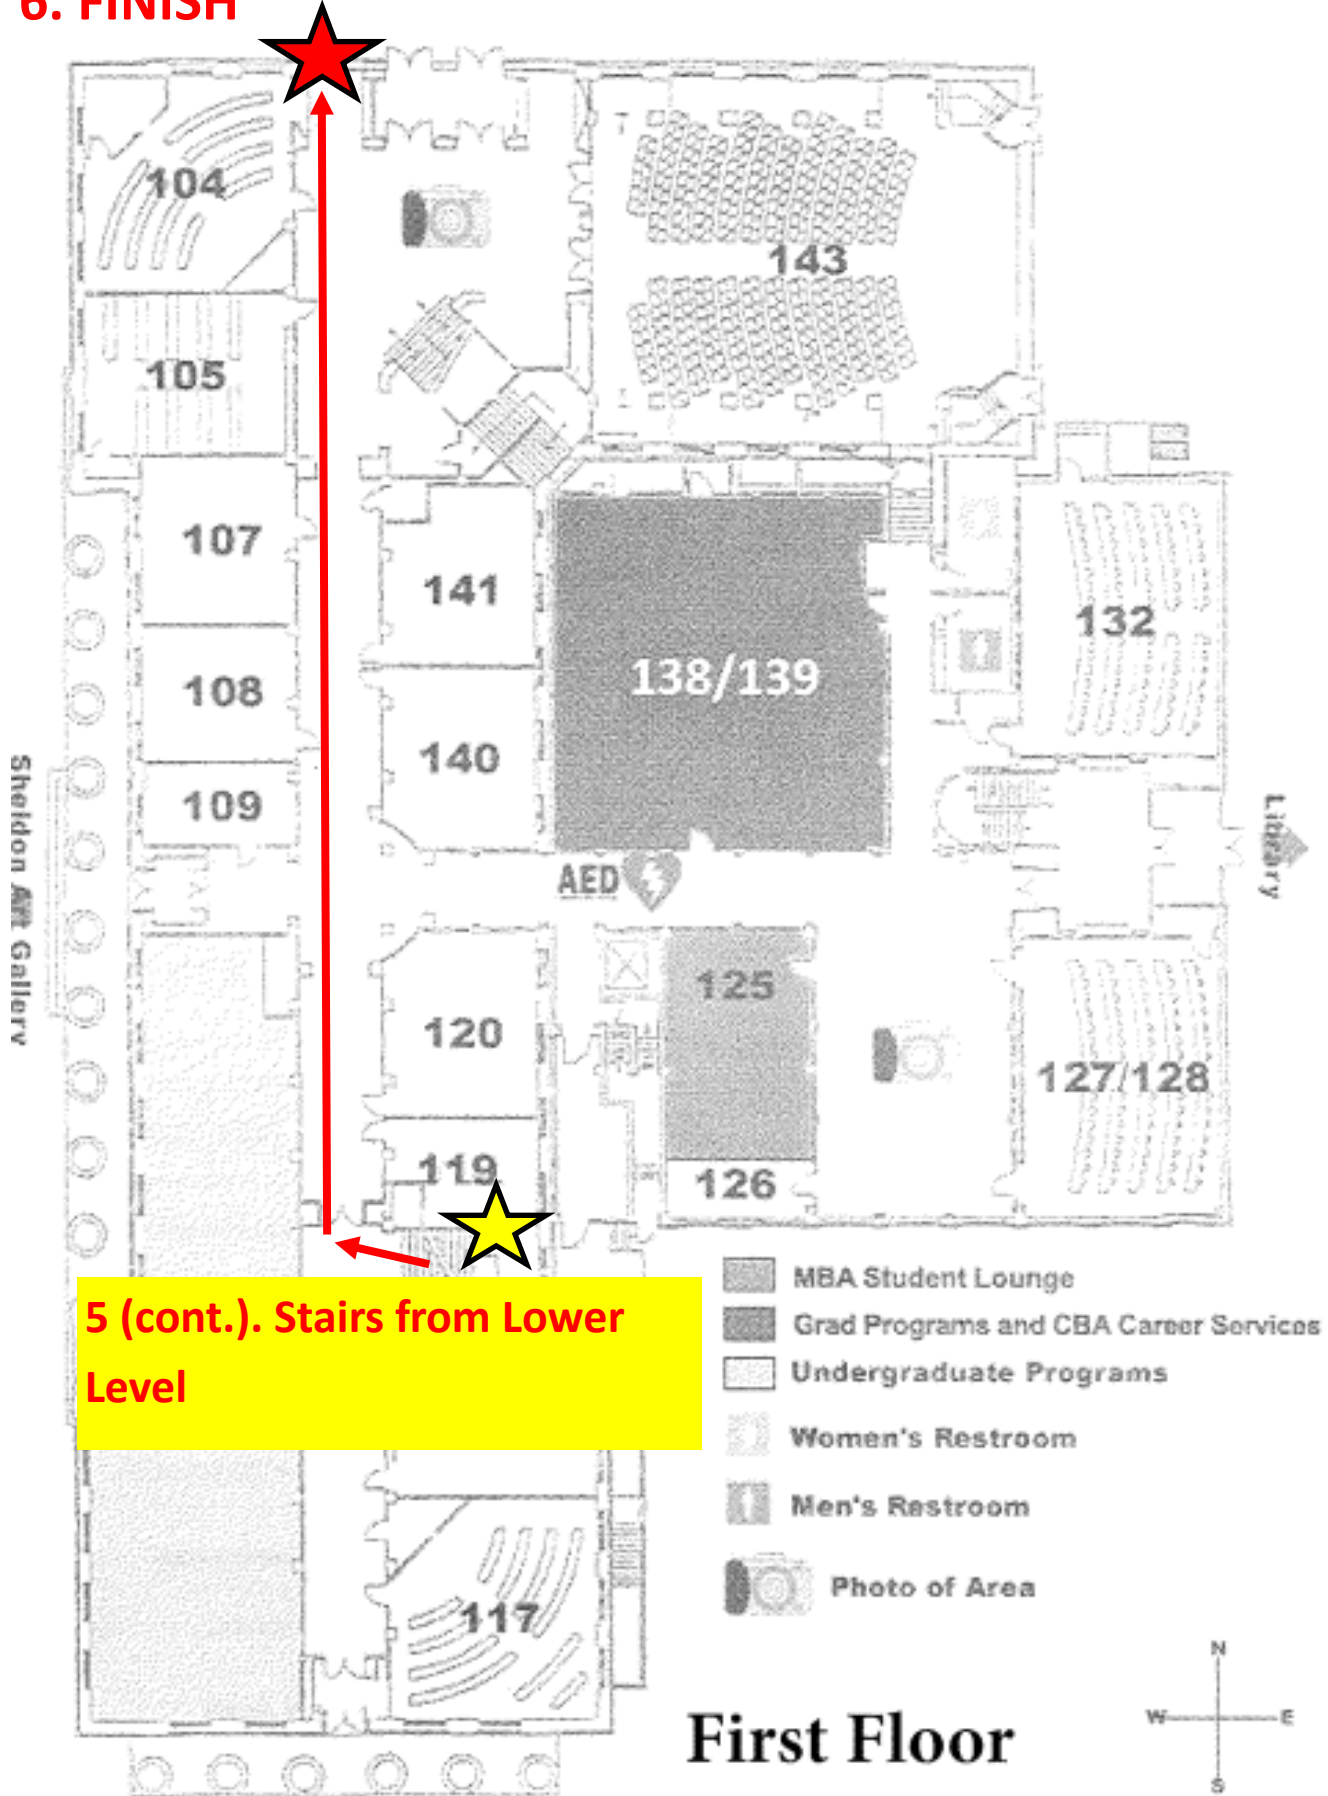 6. FINISH
104
143
105
107
141
138/139
132
108
140
109
Sheldon Art Gallery
Library
AED
125
120
127/128
119
126
5 (cont.). Stairs from Lower
Level
MBA Student Lounge
Grad Programs and CBA Career Services
Undergraduate Programs
Women's Restroom
Men's Restroom
Photo of Area
117
First Floor
N
W
E
S